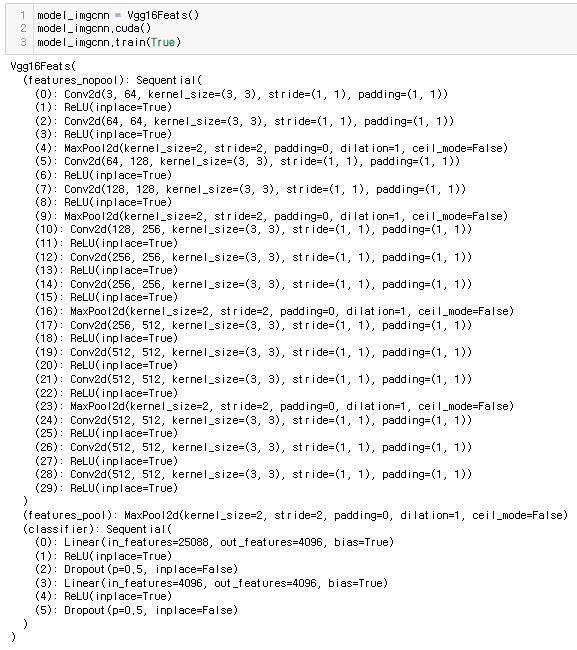 1 model_imgcnn = Vgg16Feats()
2 model_imgcnn.cuda()
3 model_imgcnn.train(True)
Vgg16Feats(
  (features_nopool): Sequential(
    (0): Conv2d(3, 64, kernel_size=(3, 3), stride=(1, 1), padding=(1, 1))
    (1): ReLU(inplace=True)
    (2): Conv2d(64, 64, kernel_size=(3, 3), stride=(1, 1), padding=(1, 1))
    (3): ReLU(inplace=True)
    (4): MaxPool2d(kernel_size=2, stride=2, padding=0, dilation=1, ceil_mode=False)
    (5): Conv2d(64, 128, kernel_size=(3, 3), stride=(1, 1), padding=(1, 1))
    (6): ReLU(inplace=True)
    (7): Conv2d(128, 128, kernel_size=(3, 3), stride=(1, 1), padding=(1, 1))
    (8): ReLU(inplace=True)
    (9): MaxPool2d(kernel_size=2, stride=2, padding=0, dilation=1, ceil_mode=False)
    (10): Conv2d(128, 256, kernel_size=(3, 3), stride=(1, 1), padding=(1, 1))
    (11): ReLU(inplace=True)
    (12): Conv2d(256, 256, kernel_size=(3, 3), stride=(1, 1), padding=(1, 1))
    (13): ReLU(inplace=True)
    (14): Conv2d(256, 256, kernel_size=(3, 3), stride=(1, 1), padding=(1, 1))
    (15): ReLU(inplace=True)
    (16): MaxPool2d(kernel_size=2, stride=2, padding=0, dilation=1, ceil_mode=False)
    (17): Conv2d(256, 512, kernel_size=(3, 3), stride=(1, 1), padding=(1, 1))
    (18): ReLU(inplace=True)
    (19): Conv2d(512, 512, kernel_size=(3, 3), stride=(1, 1), padding=(1, 1))
    (20): ReLU(inplace=True)
    (21): Conv2d(512, 512, kernel_size=(3, 3), stride=(1, 1), padding=(1, 1))
    (22): ReLU(inplace=True)
    (23): MaxPool2d(kernel_size=2, stride=2, padding=0, dilation=1, ceil_mode=False)
    (24): Conv2d(512, 512, kernel_size=(3, 3), stride=(1, 1), padding=(1, 1))
    (25): ReLU(inplace=True)
    (26): Conv2d(512, 512, kernel_size=(3, 3), stride=(1, 1), padding=(1, 1))
    (27): ReLU(inplace=True)
    (28): Conv2d(512, 512, kernel_size=(3, 3), stride=(1, 1), padding=(1, 1))
    (29): ReLU(inplace=True)
  )
  (features_pool): MaxPool2d(kernel_size=2, stride=2, padding=0, dilation=1, ceil_mode=False)
  (classifier): Sequential(
    (0): Linear(in_features=25088, out_features=4096, bias=True)
    (1): ReLU(inplace=True)
    (2): Dropout(p=0.5, inplace=False)
    (3): Linear(in_features=4096, out_features=4096, bias=True)
    (4): ReLU(inplace=True)
    (5): Dropout(p=0.5, inplace=False)
  )
)